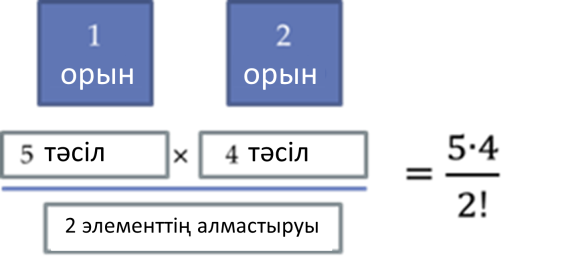 1 орын 2 орын
5 тәсіл × 4 тәсіл = 5·4 / 2!
2 элементтің алмастыруы